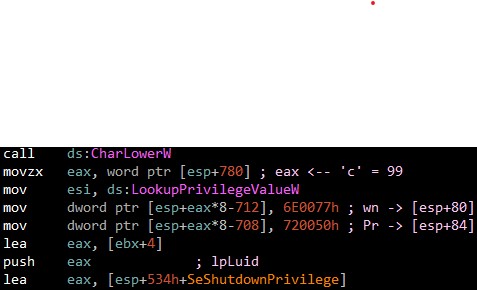 call    ds:CharLowerW
movzx   eax, word ptr [esp+780] ; eax <-- 'c' = 99
mov     esi, ds:LookupPrivilegeValueW
mov     dword ptr [esp+eax*8-712], 6E0077h ; wn -> [esp+80]
mov     dword ptr [esp+eax*8-708], 720050h ; Pr -> [esp+84]
lea     eax, [ebx+4]
push    eax             ; lpLuid
lea     eax, [esp+534h+SeShutdownPrivilege]